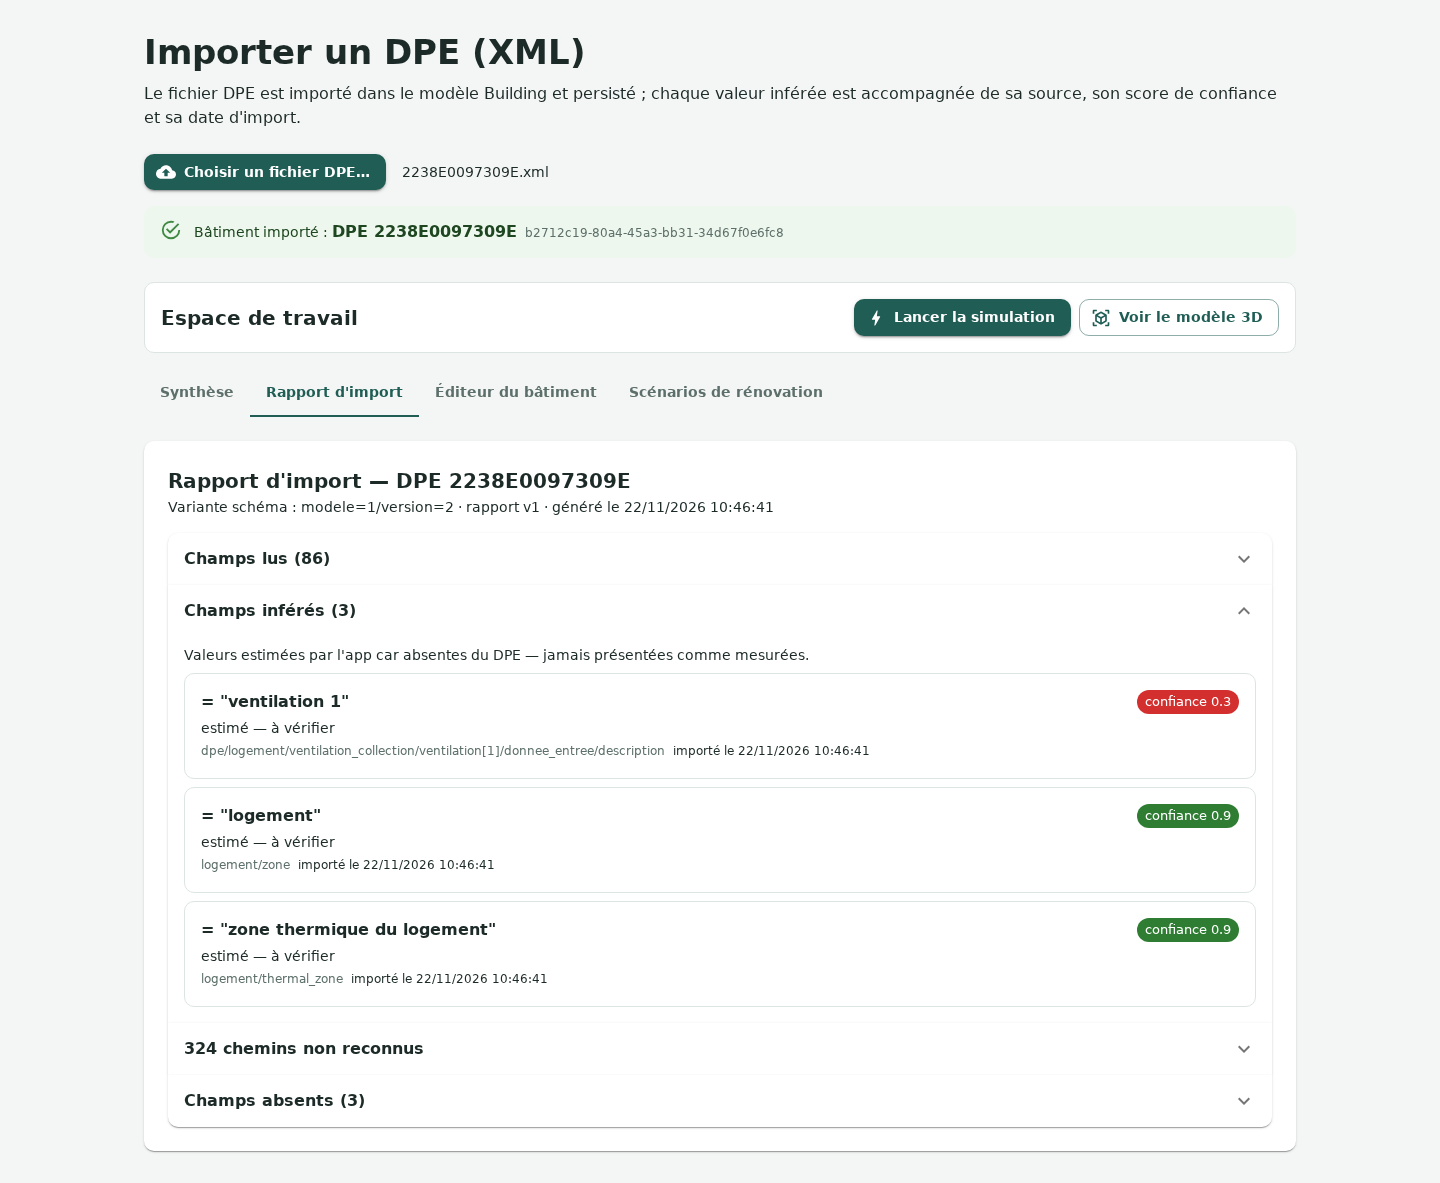 Importer un DPE (XML)
Le fichier DPE est importé dans le modèle Building et persisté ; chaque valeur inférée est accompagnée de sa source, son score de confiance
et sa date d'import.
Choisir un fichier DPE… 2238E0097309E.xml
Bâtiment importé : DPE 2238E0097309E b2712c19-80a4-45a3-bb31-34d67f0e6fc8
Espace de travail
Lancer la simulation
Voir le modèle 3D
Synthèse
Rapport d'import
Éditeur du bâtiment
Scénarios de rénovation
Rapport d'import — DPE 2238E0097309E
Variante schéma : modele=1/version=2 · rapport v1 · généré le 22/11/2026 10:46:41
Champs lus (86)
Champs inférés (3)
Valeurs estimées par l'app car absentes du DPE — jamais présentées comme mesurées.
= "ventilation 1"
confiance 0.3
estimé — à vérifier
dpe/logement/ventilation_collection/ventilation[1]/donnee_entree/description importé le 22/11/2026 10:46:41
= "logement"
confiance 0.9
estimé — à vérifier
logement/zone importé le 22/11/2026 10:46:41
= "zone thermique du logement"
confiance 0.9
estimé — à vérifier
logement/thermal_zone importé le 22/11/2026 10:46:41
324 chemins non reconnus
Champs absents (3)